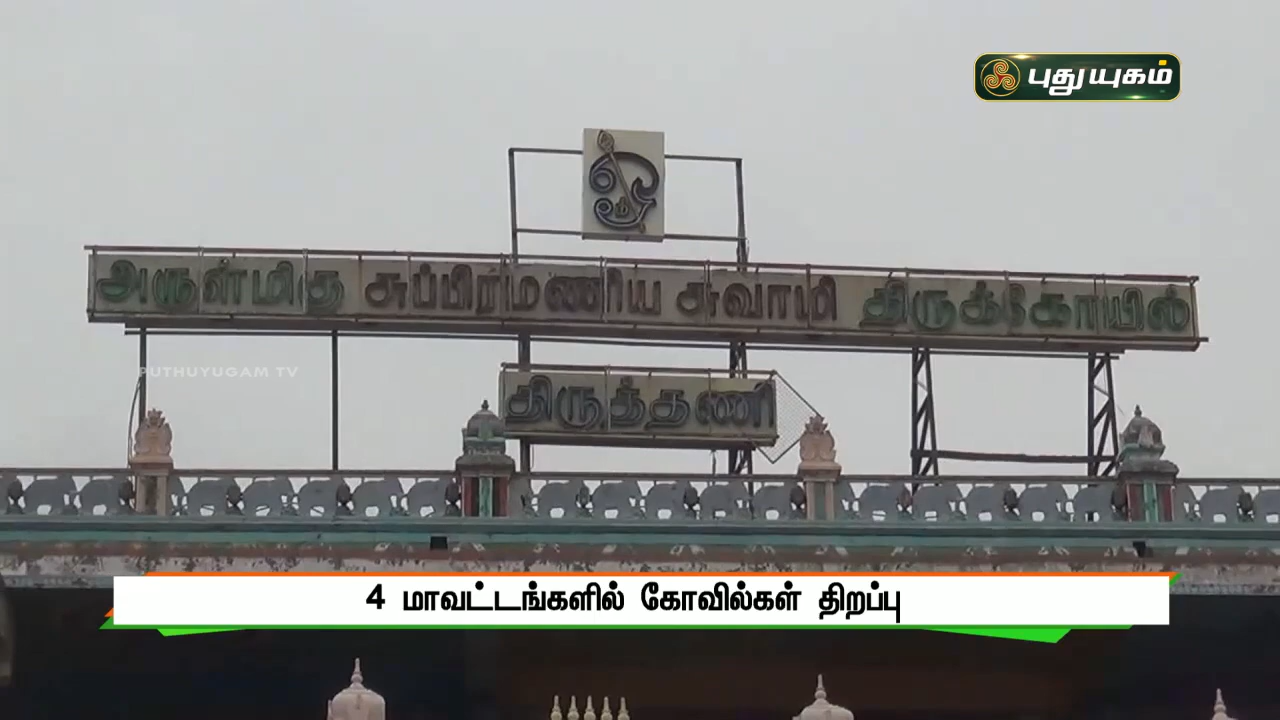 புதுயுகம்
அருள்மிகு சுப்பிரமணிய சுவாமி திருக்கோயில்
PUTHUYUGAM TV
திருத்தணி
4 மாவட்டங்களில் கோவில்கள் திறப்பு